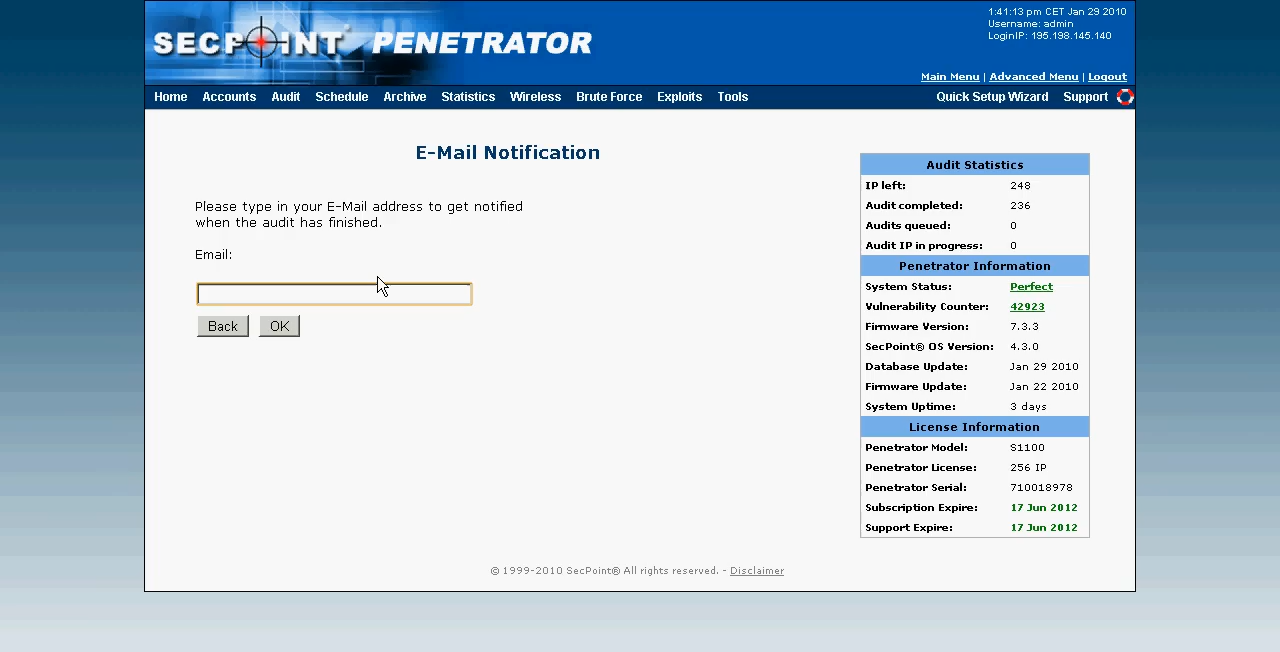 SECPOINT® PENETRATOR
1:41:13 pm CET Jan 29 2010
Username: admin
LoginIP: 195.198.145.140
Main Menu | Advanced Menu | Logout
Home Accounts Audit Schedule Archive Statistics Wireless Brute Force Exploits Tools Quick Setup Wizard Support
E-Mail Notification
Please type in your E-Mail address to get notified
when the audit has finished.
Email:
Back OK
Audit Statistics
IP left: 248
Audit completed: 236
Audits queued: 0
Audit IP in progress: 0
Penetrator Information
System Status: Perfect
Vulnerability Counter: 42923
Firmware Version: 7.3.3
SecPoint® OS Version: 4.3.0
Database Update: Jan 29 2010
Firmware Update: Jan 22 2010
System Uptime: 3 days
License Information
Penetrator Model: S1100
Penetrator License: 256 IP
Penetrator Serial: 710018978
Subscription Expire: 17 Jun 2012
Support Expire: 17 Jun 2012
© 1999-2010 SecPoint® All rights reserved. - Disclaimer